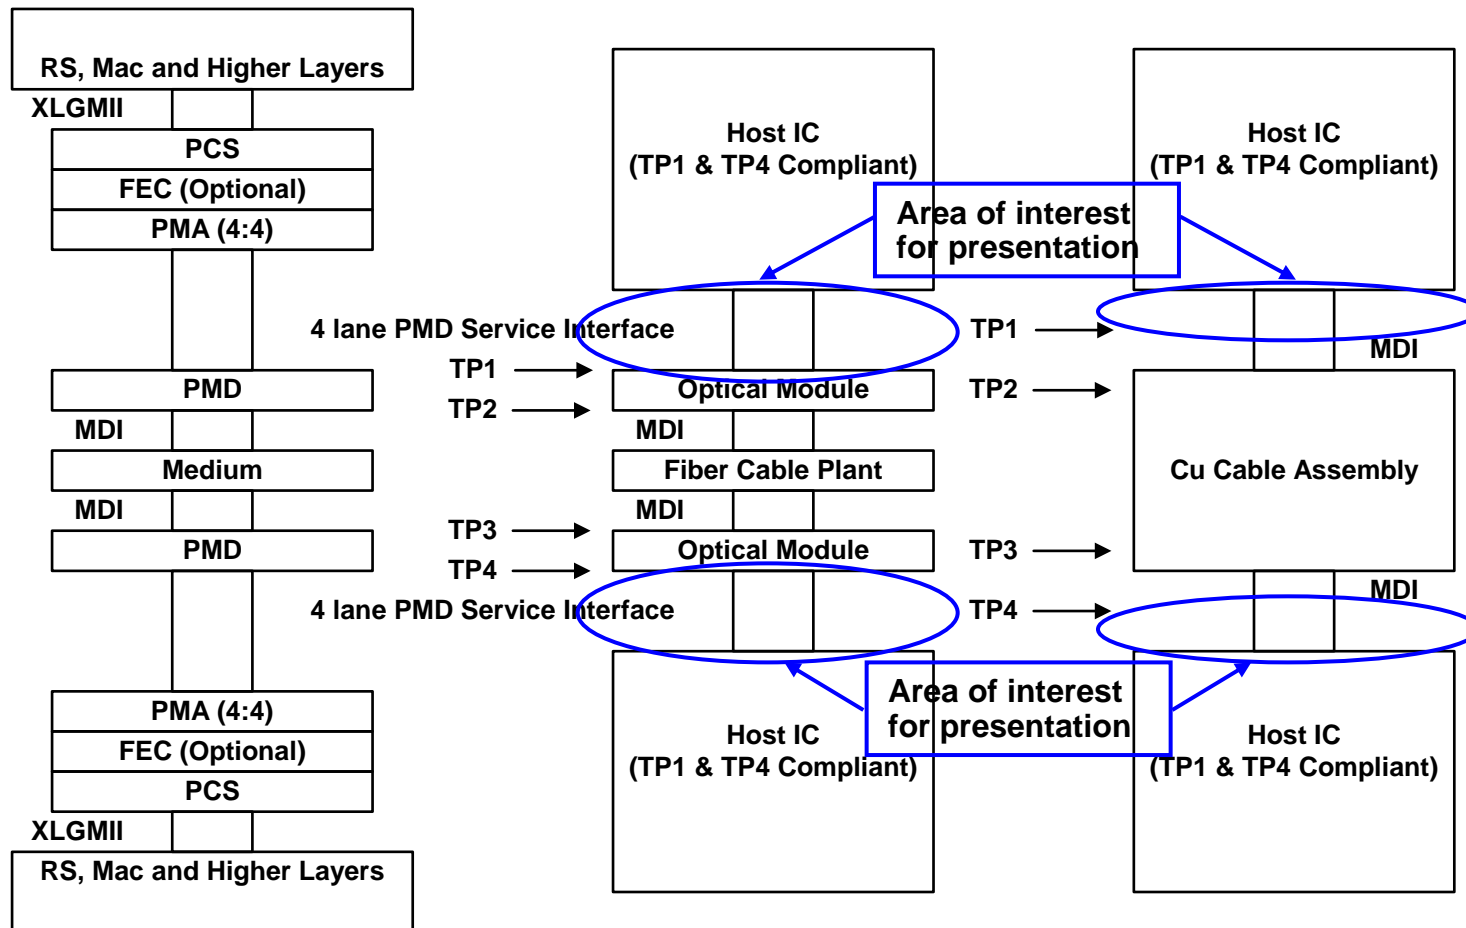 RS, Mac and Higher Layers
XLGMII
PCS
FEC (Optional)
PMA (4:4)
PMD
MDI
Medium
MDI
PMD
PMA (4:4)
FEC (Optional)
PCS
XLGMII
RS, Mac and Higher Layers
Host IC
(TP1 & TP4 Compliant)
Area of interest
for presentation
4 lane PMD Service Interface
TP1
Optical Module
TP2
MDI
Fiber Cable Plant
MDI
TP3
Optical Module
TP4
4 lane PMD Service Interface
Area of interest
for presentation
Host IC
(TP1 & TP4 Compliant)
Host IC
(TP1 & TP4 Compliant)
TP1
MDI
TP2
Cu Cable Assembly
TP3
MDI
TP4
Host IC
(TP1 & TP4 Compliant)